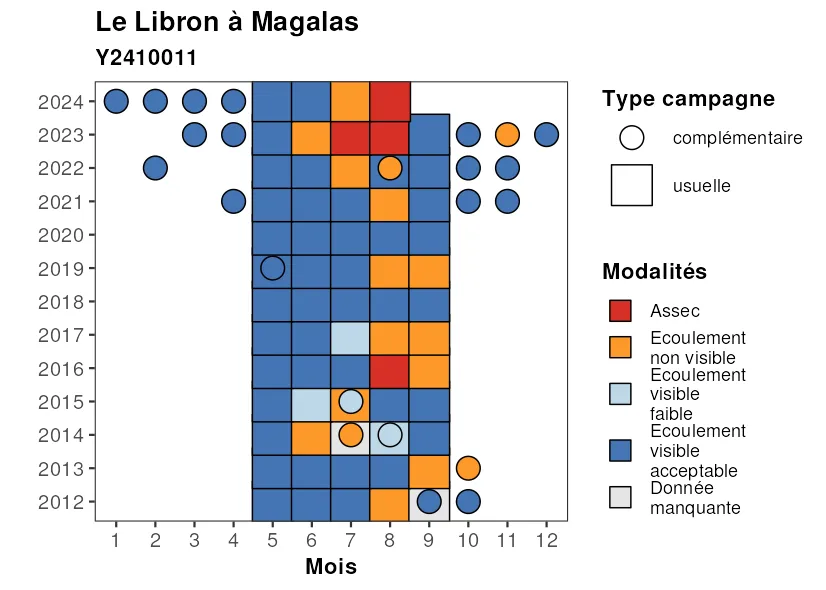 Le Libron à Magalas
Y2410011
2024
2023
2022
2021
2020
2019
2018
2017
2016
2015
2014
2013
2012
1 2 3 4 5 6 7 8 9 10 11 12
Mois
Type campagne
complémentaire
usuelle
Modalités
Assec
Ecoulement
non visible
Ecoulement
visible
faible
Ecoulement
visible
acceptable
Donnée
manquante